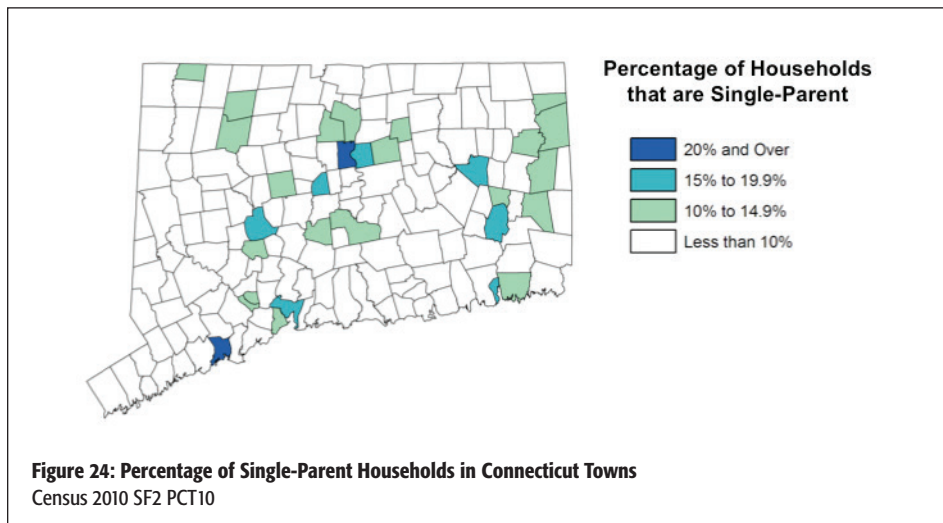 Percentage of Households
that are Single-Parent
20% and Over
15% to 19.9%
10% to 14.9%
Less than 10%
Figure 24: Percentage of Single-Parent Households in Connecticut Towns
Census 2010 SF2 PCT10